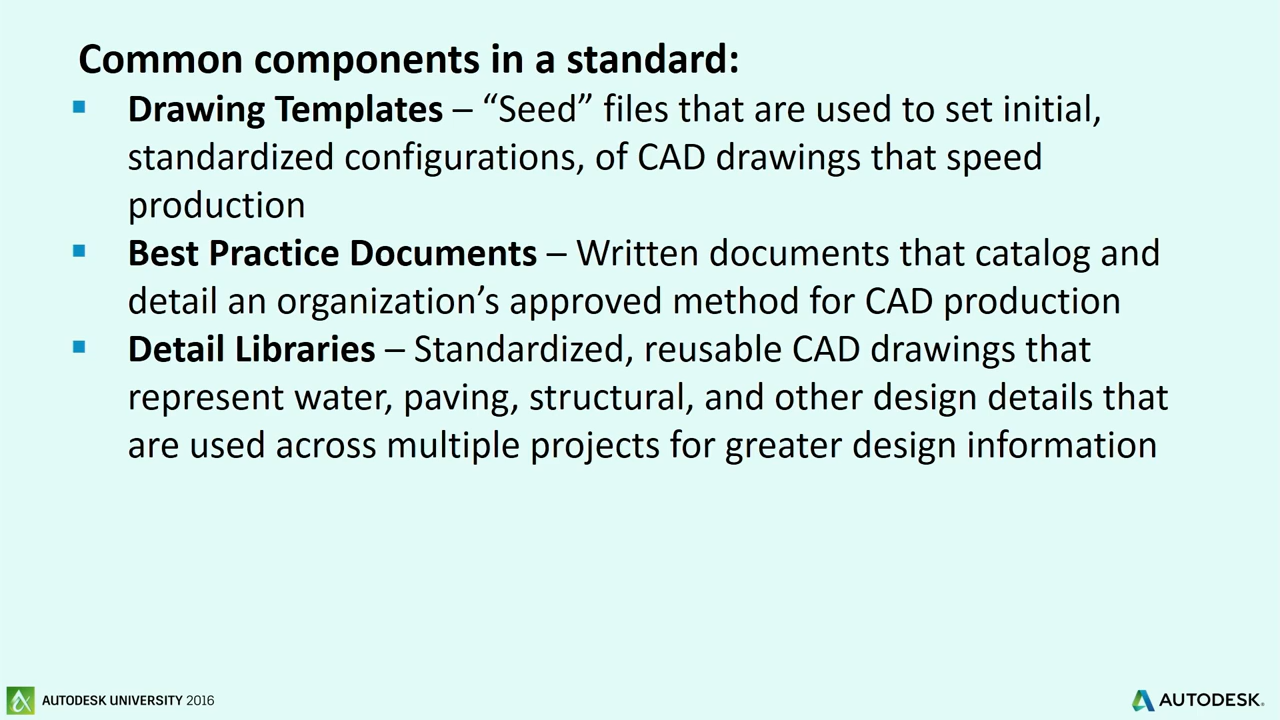 Common components in a standard:
▪ Drawing Templates – “Seed” files that are used to set initial,
standardized configurations, of CAD drawings that speed
production
▪ Best Practice Documents – Written documents that catalog and
detail an organization’s approved method for CAD production
▪ Detail Libraries – Standardized, reusable CAD drawings that
represent water, paving, structural, and other design details that
are used across multiple projects for greater design information
AUTODESK UNIVERSITY 2016
AUTODESK®